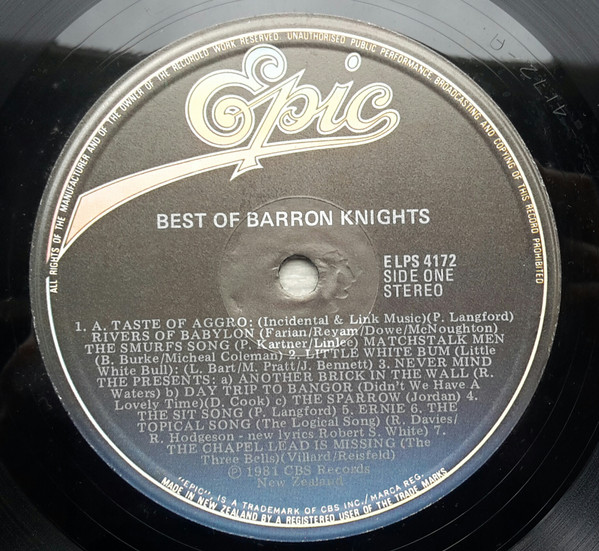 ALL RIGHTS OF THE MANUFACTURER AND OF THE OWNER OF THE RECORDED WORK RESERVED. UNAUTHORISED PUBLIC PERFORMANCE BROADCASTING AND COPYING OF THIS RECORD PROHIBITED
Epic
BEST OF BARRON KNIGHTS
ELPS 4172
SIDE ONE
STEREO
1. A. TASTE OF AGGRO: (Incidental & Link Music)(P. Langford)
RIVERS OF BABYLON (Farian/Reyam/Dowe/McNoughton)
THE SMURFS SONG (P. Kartner/Linlee) MATCHSTALK MEN
(B. Burke/Micheal Coleman) 2. LITTLE WHITE BUM (Little
White Bull): (L. Bart/M. Pratt/J. Bennett) 3. NEVER MIND
THE PRESENTS: a) ANOTHER BRICK IN THE WALL (R.
Waters) b) DAY TRIP TO BANGOR (Didn't We Have A
Lovely Time)(D. Cook) c) THE SPARROW (Jordan) 4.
THE SIT SONG (P. Langford) 5. ERNIE 6. THE
TOPICAL SONG (The Logical Song) (R. Davies/
R. Hodgeson - new lyrics Robert S. White) 7.
THE CHAPEL LEAD IS MISSING (The
Three Bells)(Villard/Reisfeld)
Ⓟ 1981 CBS Records
New Zealand
"EPIC", IS A TRADEMARK OF CBS INC./MARCA REG.
MADE IN NEW ZEALAND BY A REGISTERED USER OF THE TRADE MARKS